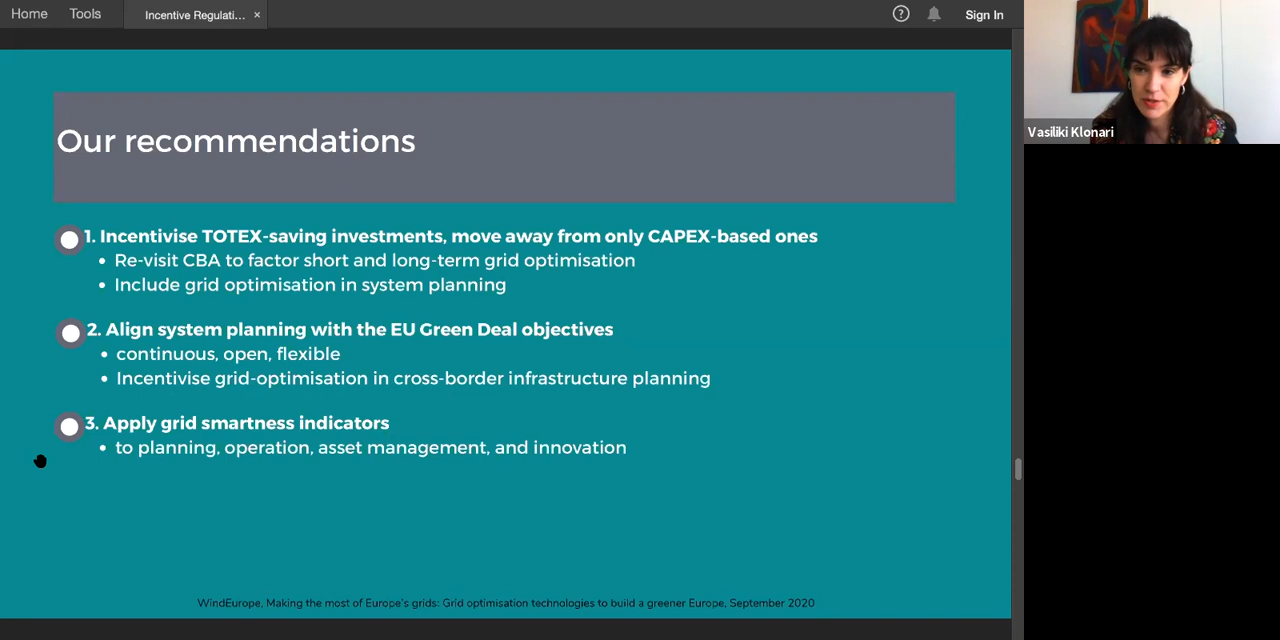 Home Tools Incentive Regulati... × ? Sign In
Vasiliki Klonari
Our recommendations
1. Incentivise TOTEX-saving investments, move away from only CAPEX-based ones
• Re-visit CBA to factor short and long-term grid optimisation
• Include grid optimisation in system planning
2. Align system planning with the EU Green Deal objectives
• continuous, open, flexible
• Incentivise grid-optimisation in cross-border infrastructure planning
3. Apply grid smartness indicators
• to planning, operation, asset management, and innovation
WindEurope, Making the most of Europe's grids: Grid optimisation technologies to build a greener Europe, September 2020